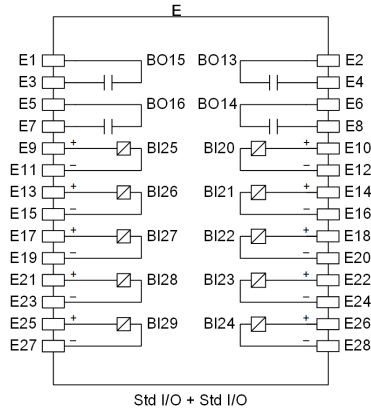 E
E1 BO15 BO13 E2
E3 E4
E5 BO16 BO14 E6
E7 E8
E9 + BI25 BI20 + E10
E11 – – E12
E13 + BI26 BI21 + E14
E15 – – E16
E17 + BI27 BI22 + E18
E19 – – E20
E21 + BI28 BI23 + E22
E23 – – E24
E25 + BI29 BI24 + E26
E27 – – E28
Std I/O + Std I/O